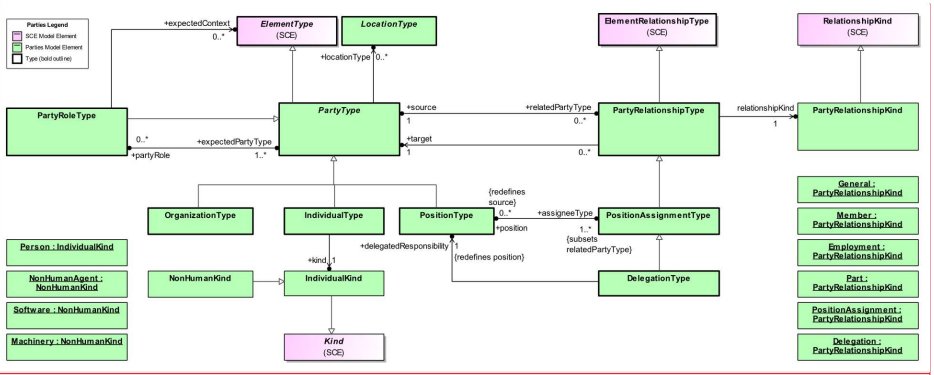 Parties Legend
SCE Model Element
Parties Model Element
Type (bold outline)
+expectedContext
0..*
ElementType
(SCE)
LocationType
+locationType
0..*
ElementRelationshipType
(SCE)
RelationshipKind
(SCE)
PartyRoleType
PartyType
+source
1
+relatedPartyType
0..*
PartyRelationshipType
relationshipKind
1
PartyRelationshipKind
0..*
+partyRole
+expectedPartyType
1..*
+target
1
0..*
OrganizationType
IndividualType
PositionType
{redefines
source}
0..*
+position
+assigneeType
1..*
{subsets
relatedPartyType}
PositionAssignmentType
+delegatedResponsibility
1
{redefines position}
+kind
1
NonHumanKind
IndividualKind
DelegationType
Kind
(SCE)
Person : IndividualKind
NonHumanAgent :
NonHumanKind
Software : NonHumanKind
Machinery : NonHumanKind
General :
PartyRelationshipKind
Member :
PartyRelationshipKind
Employment :
PartyRelationshipKind
Part :
PartyRelationshipKind
PositionAssignment :
PartyRelationshipKind
Delegation :
PartyRelationshipKind